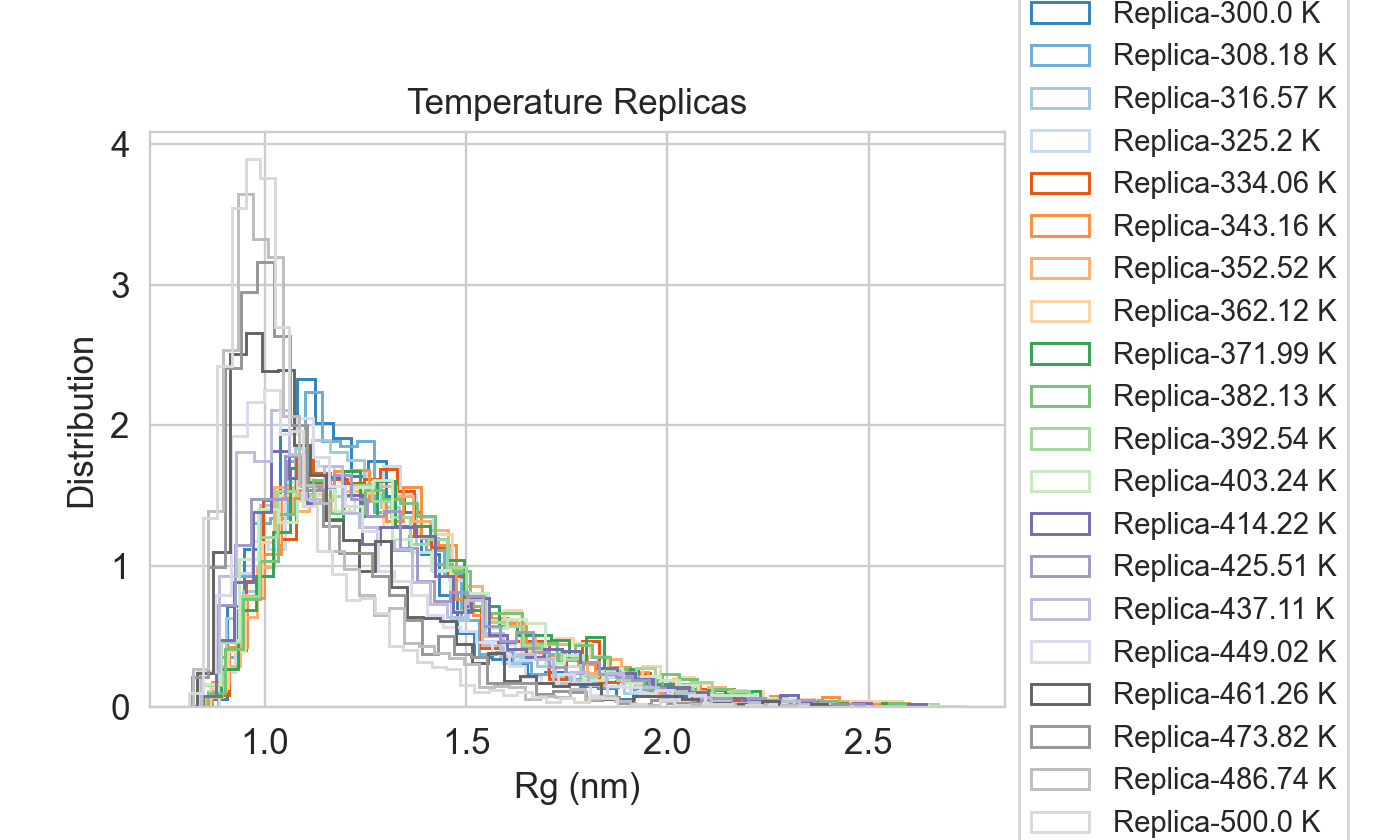 Temperature Replicas
4
3
2
1
0
Distribution
1.0
1.5
2.0
2.5
Rg (nm)
Replica-300.0 K
Replica-308.18 K
Replica-316.57 K
Replica-325.2 K
Replica-334.06 K
Replica-343.16 K
Replica-352.52 K
Replica-362.12 K
Replica-371.99 K
Replica-382.13 K
Replica-392.54 K
Replica-403.24 K
Replica-414.22 K
Replica-425.51 K
Replica-437.11 K
Replica-449.02 K
Replica-461.26 K
Replica-473.82 K
Replica-486.74 K
Replica-500.0 K